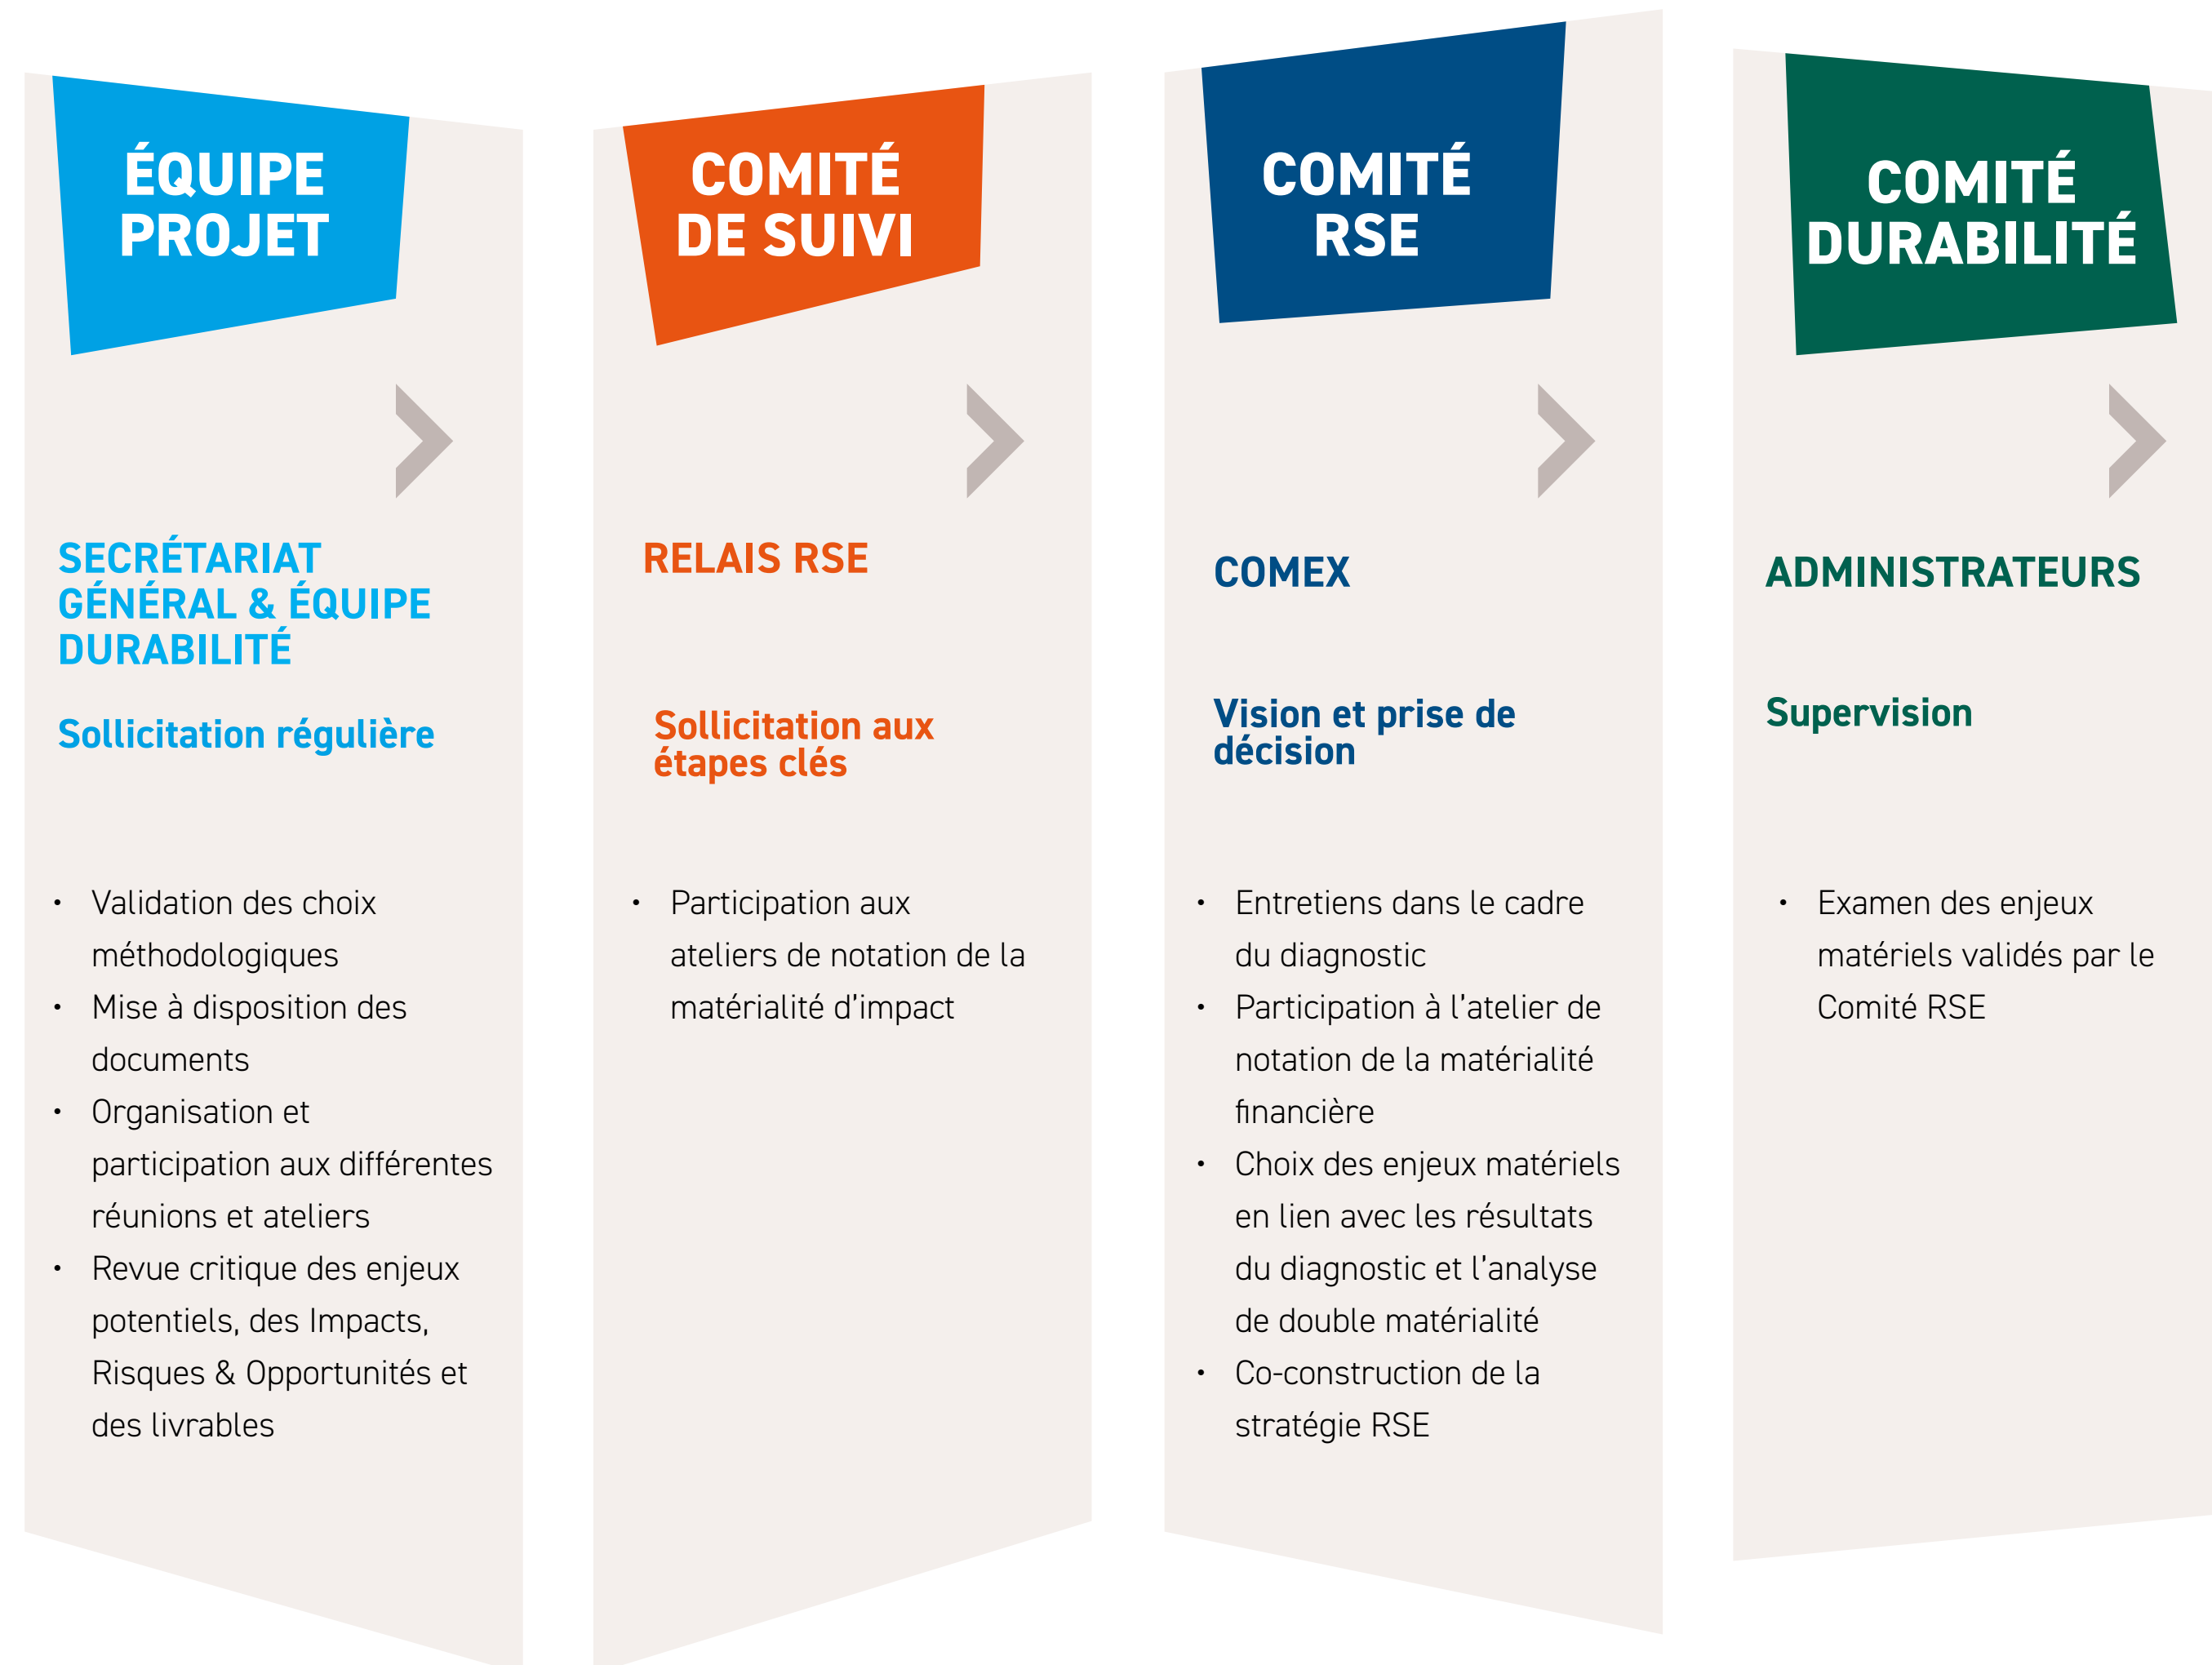 ÉQUIPE
PROJET
SECRÉTARIAT
GÉNÉRAL & ÉQUIPE
DURABILITÉ
Sollicitation régulière
• Validation des choix
méthodologiques
• Mise à disposition des
documents
• Organisation et
participation aux différentes
réunions et ateliers
• Revue critique des enjeux
potentiels, des Impacts,
Risques & Opportunités et
des livrables
COMITÉ
DE SUIVI
RELAIS RSE
Sollicitation aux
étapes clés
• Participation aux
ateliers de notation de la
matérialité d’impact
COMITÉ
RSE
COMEX
Vision et prise de
décision
• Entretiens dans le cadre
du diagnostic
• Participation à l’atelier de
notation de la matérialité
financière
• Choix des enjeux matériels
en lien avec les résultats
du diagnostic et l’analyse
de double matérialité
• Co-construction de la
stratégie RSE
COMITÉ
DURABILITÉ
ADMINISTRATEURS
Supervision
• Examen des enjeux
matériels validés par le
Comité RSE